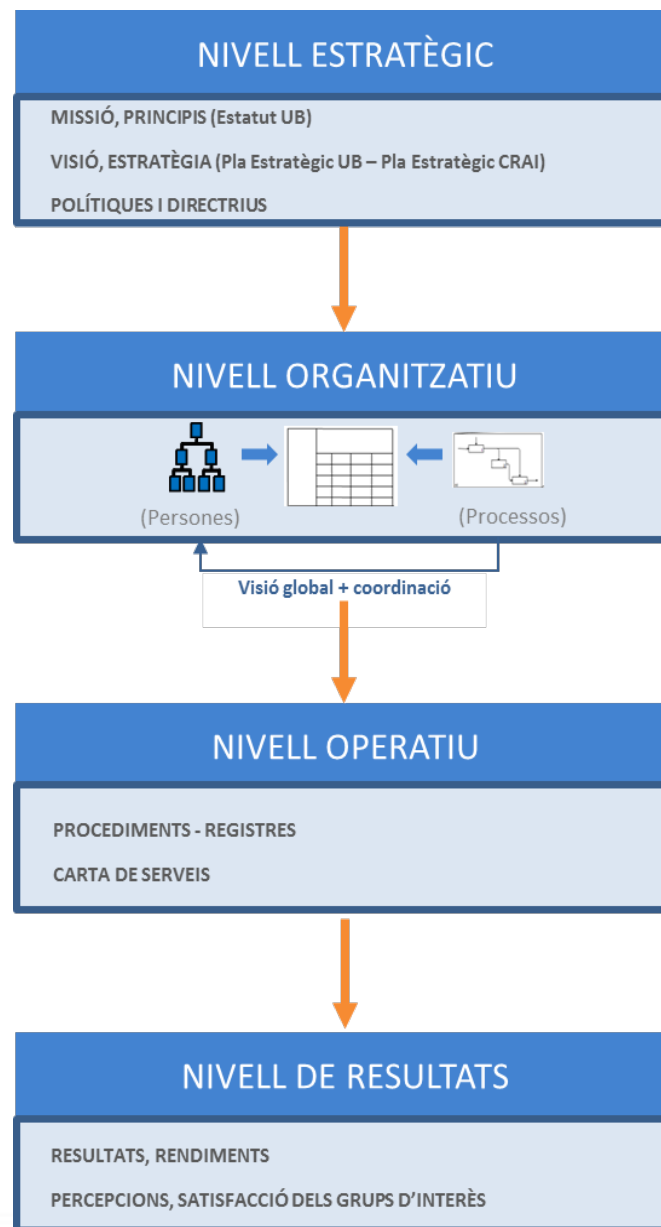 NIVELL ESTRATÈGIC
MISSIÓ, PRINCIPIS (Estatut UB)
VISIÓ, ESTRATÈGIA (Pla Estratègic UB – Pla Estratègic CRAI)
POLÍTIQUES I DIRECTRIUS
NIVELL ORGANITZATIU
(Persones)
(Processos)
Visió global + coordinació
NIVELL OPERATIU
PROCEDIMENTS - REGISTRES
CARTA DE SERVEIS
NIVELL DE RESULTATS
RESULTATS, RENDIMENTS
PERCEPCIONS, SATISFACCIÓ DELS GRUPS D’INTERÈS